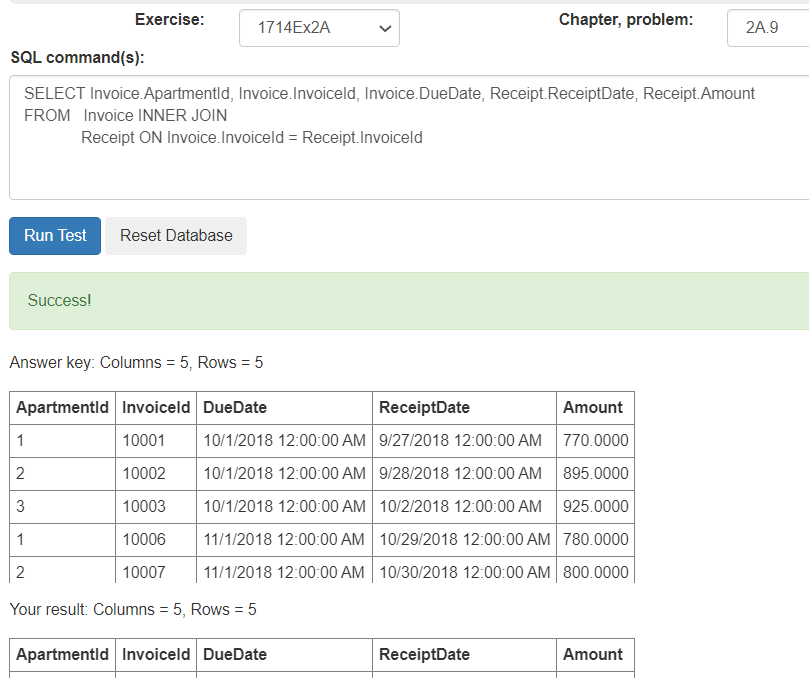 Exercise: 1714Ex2A Chapter, problem: 2A.9
SQL command(s):
SELECT Invoice.ApartmentId, Invoice.InvoiceId, Invoice.DueDate, Receipt.ReceiptDate, Receipt.Amount
FROM Invoice INNER JOIN
Receipt ON Invoice.InvoiceId = Receipt.InvoiceId
Run Test Reset Database
Success!
Answer key: Columns = 5, Rows = 5
ApartmentId InvoiceId DueDate ReceiptDate Amount
1 10001 10/1/2018 12:00:00 AM 9/27/2018 12:00:00 AM 770.0000
2 10002 10/1/2018 12:00:00 AM 9/28/2018 12:00:00 AM 895.0000
3 10003 10/1/2018 12:00:00 AM 10/2/2018 12:00:00 AM 925.0000
1 10006 11/1/2018 12:00:00 AM 10/29/2018 12:00:00 AM 780.0000
2 10007 11/1/2018 12:00:00 AM 10/30/2018 12:00:00 AM 800.0000
Your result: Columns = 5, Rows = 5
ApartmentId InvoiceId DueDate ReceiptDate Amount